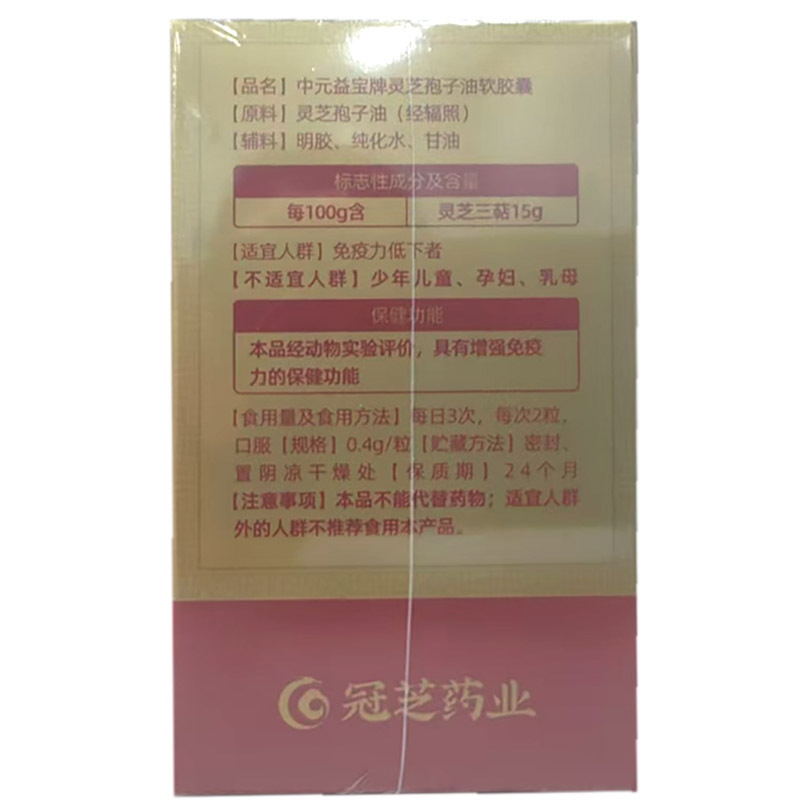 【品名】中元益宝牌灵芝孢子油软胶囊
【原料】灵芝孢子油（经辐照）
【辅料】明胶、纯化水、甘油
标志性成分及含量
每100g含 灵芝三萜15g
【适宜人群】免疫力低下者
【不适宜人群】少年儿童、孕妇、乳母
保健功能
本品经动物实验评价，具有增强免疫
力的保健功能
【食用量及食用方法】每日3次，每次2粒，
口服【规格】0.4g/粒【贮藏方法】密封、
置阴凉干燥处【保质期】24个月
【注意事项】本品不能代替药物；适宜人群
外的人群不推荐食用本产品。
冠芝药业